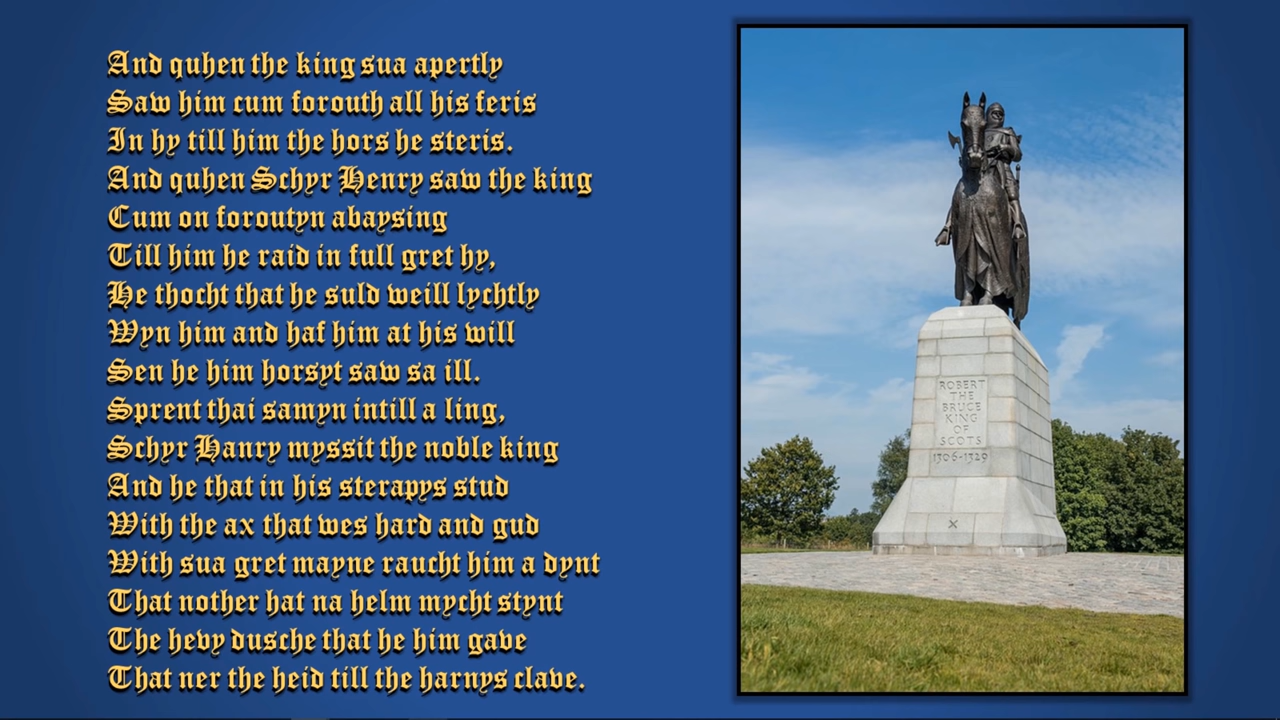 And quhen the king sua apertly
Saw him cum forouth all his feris
In hy till him the hors he steris.
And quhen Schyr Henry saw the king
Cum on foroutyn abaysing
Till him he raid in full gret hy,
He thocht that he suld weill lychtly
Wyn him and haf him at his will
Sen he him horsyt saw sa ill.
Sprent thai samyn intill a ling,
Schyr Hanry myssit the noble king
And he that in his sterapys stud
With the ax that wes hard and gud
With sua gret mayne raucht him a dynt
That nother hat na helm mycht stynt
The hevy dusche that he him gave
That ner the heid till the harnys clave.
ROBERT
THE
BRUCE
KING
OF
SCOTS
1306-1329